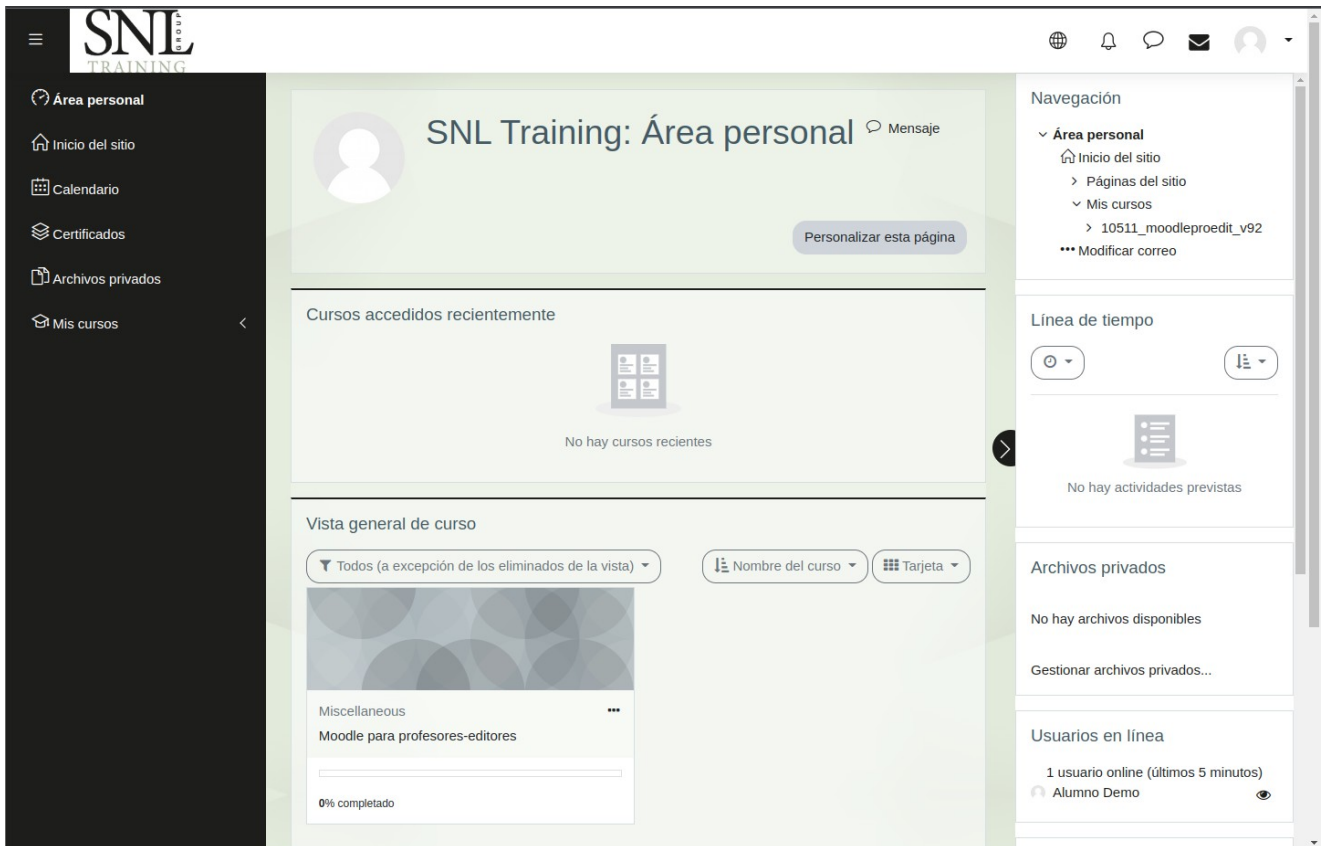 SNL GROUP
TRAINING
Área personal
Inicio del sitio
Calendario
Certificados
Archivos privados
Mis cursos
SNL Training: Área personal
Mensaje
Personalizar esta página
Cursos accedidos recientemente
No hay cursos recientes
Vista general de curso
Todos (a excepción de los eliminados de la vista)
Nombre del curso
Tarjeta
Miscellaneous
Moodle para profesores-editores
0% completado
Navegación
Área personal
Inicio del sitio
Páginas del sitio
Mis cursos
10511_moodleproedit_v92
Modificar correo
Línea de tiempo
No hay actividades previstas
Archivos privados
No hay archivos disponibles
Gestionar archivos privados...
Usuarios en línea
1 usuario online (últimos 5 minutos)
Alumno Demo